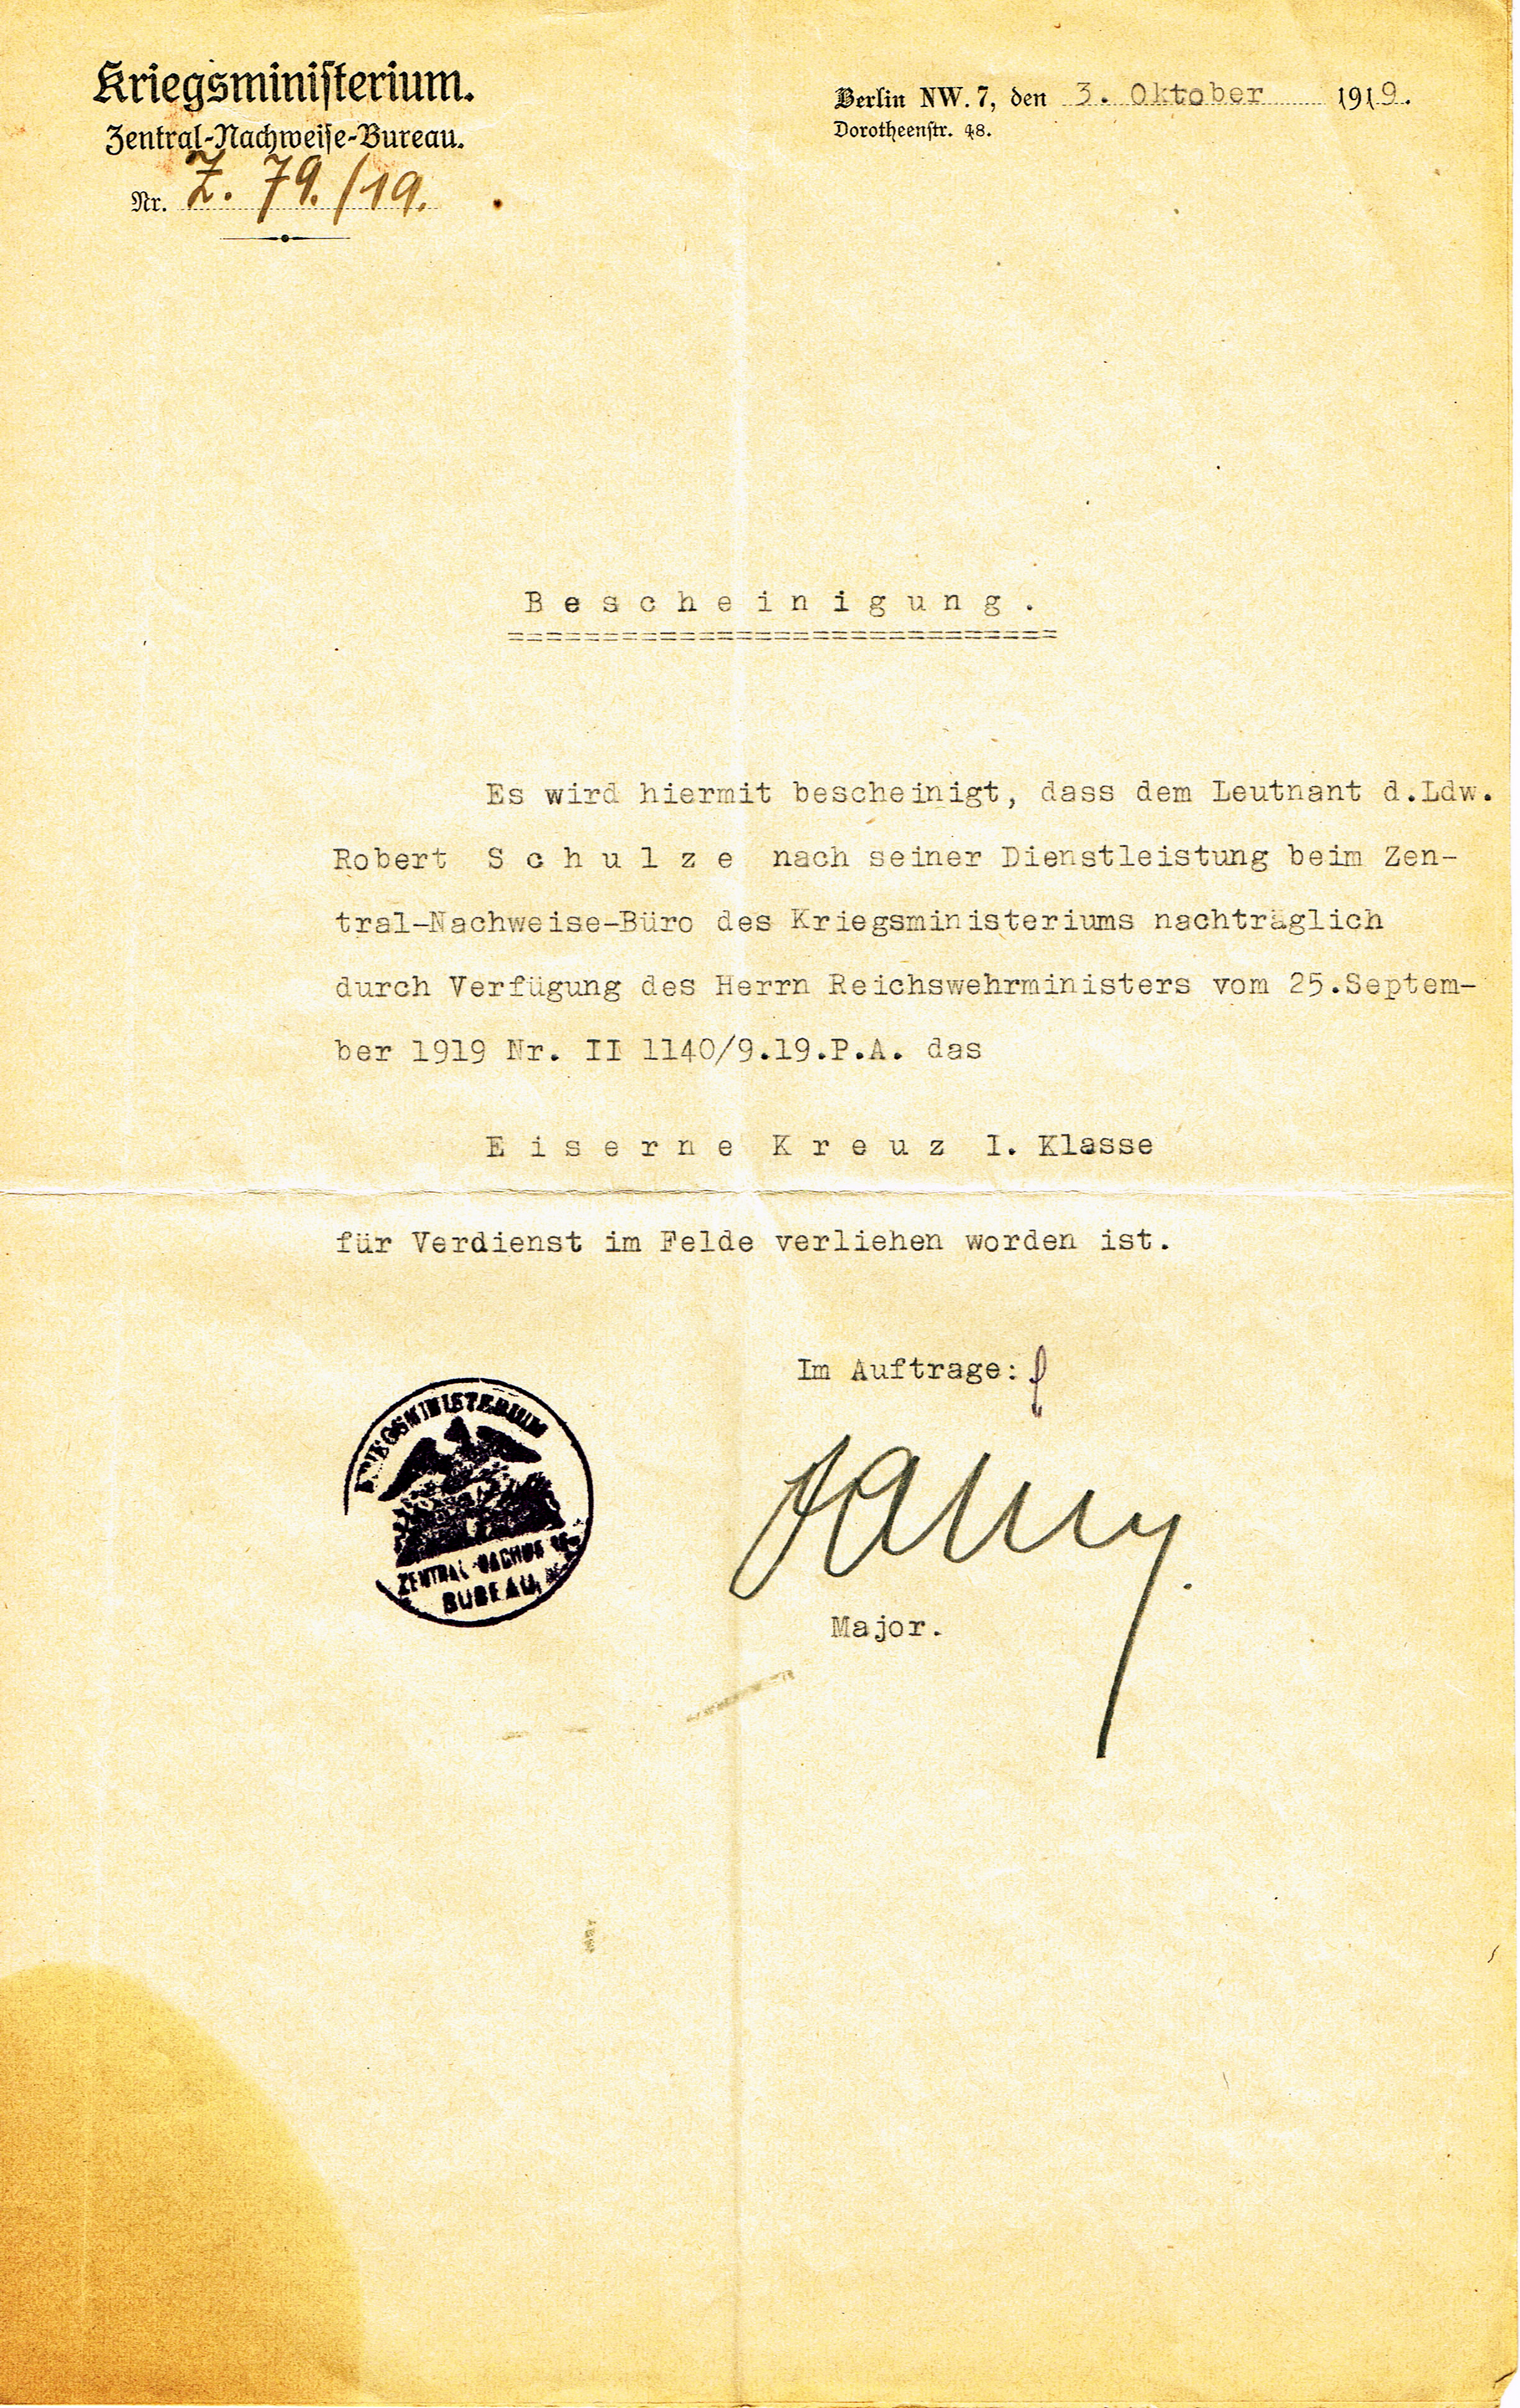 Kriegsministerium.
Zentral-Nachweise-Bureau.
Nr. Z. 79./19.
Berlin NW. 7, den 3. Oktober 1919.
Dorotheenstr. 48.
B e s c h e i n i g u n g .
=============================
Es wird hiermit bescheinigt, dass dem Leutnant d.Ldw.
Robert S c h u l z e nach seiner Dienstleistung beim Zen-
tral-Nachweise-Büro des Kriegsministeriums nachträglich
durch Verfügung des Herrn Reichswehrministers vom 25.Septem-
ber 1919 Nr. II 1140/9.19.P.A. das
E i s e r n e K r e u z I. Klasse
für Verdienst im Felde verliehen worden ist.
Im Auftrage:
KRIEGSMINISTERIUM
ZENTRAL-
BUREAU.
Major.